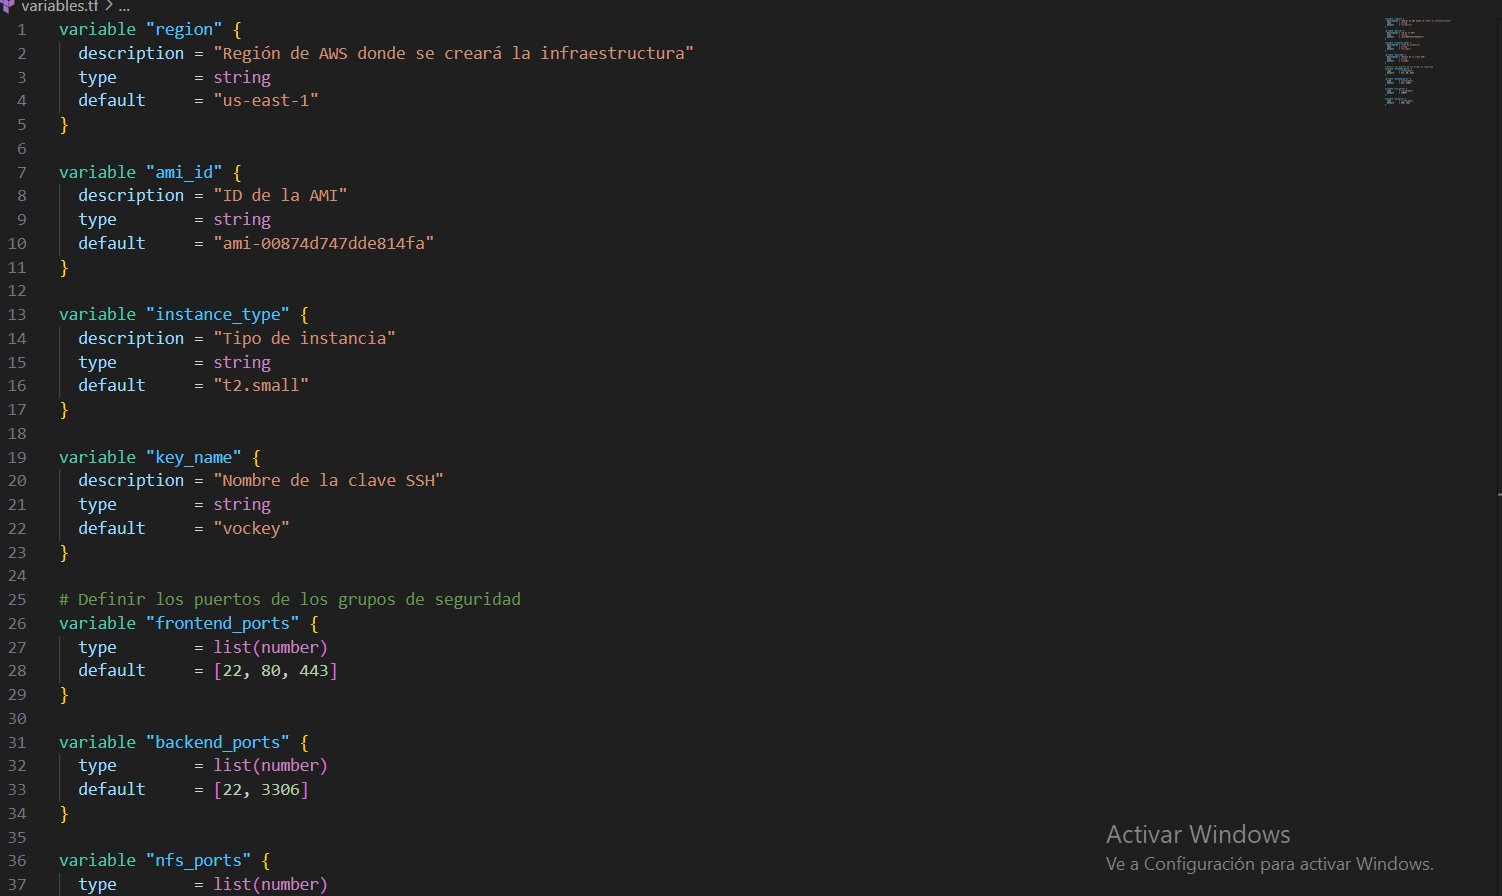 variables.tf > ...
1 variable "region" {
2 description = "Región de AWS donde se creará la infraestructura"
3 type = string
4 default = "us-east-1"
5 }
6
7 variable "ami_id" {
8 description = "ID de la AMI"
9 type = string
10 default = "ami-00874d747dde814fa"
11 }
12
13 variable "instance_type" {
14 description = "Tipo de instancia"
15 type = string
16 default = "t2.small"
17 }
18
19 variable "key_name" {
20 description = "Nombre de la clave SSH"
21 type = string
22 default = "vockey"
23 }
24
25 # Definir los puertos de los grupos de seguridad
26 variable "frontend_ports" {
27 type = list(number)
28 default = [22, 80, 443]
29 }
30
31 variable "backend_ports" {
32 type = list(number)
33 default = [22, 3306]
34 }
35
36 variable "nfs_ports" {
37 type = list(number)
Activar Windows
Ve a Configuración para activar Windows.